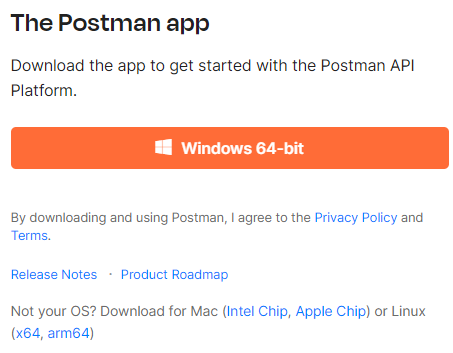 The Postman app
Download the app to get started with the Postman API
Platform.
Windows 64-bit
By downloading and using Postman, I agree to the Privacy Policy and
Terms.
Release Notes · Product Roadmap
Not your OS? Download for Mac (Intel Chip, Apple Chip) or Linux
(x64, arm64)